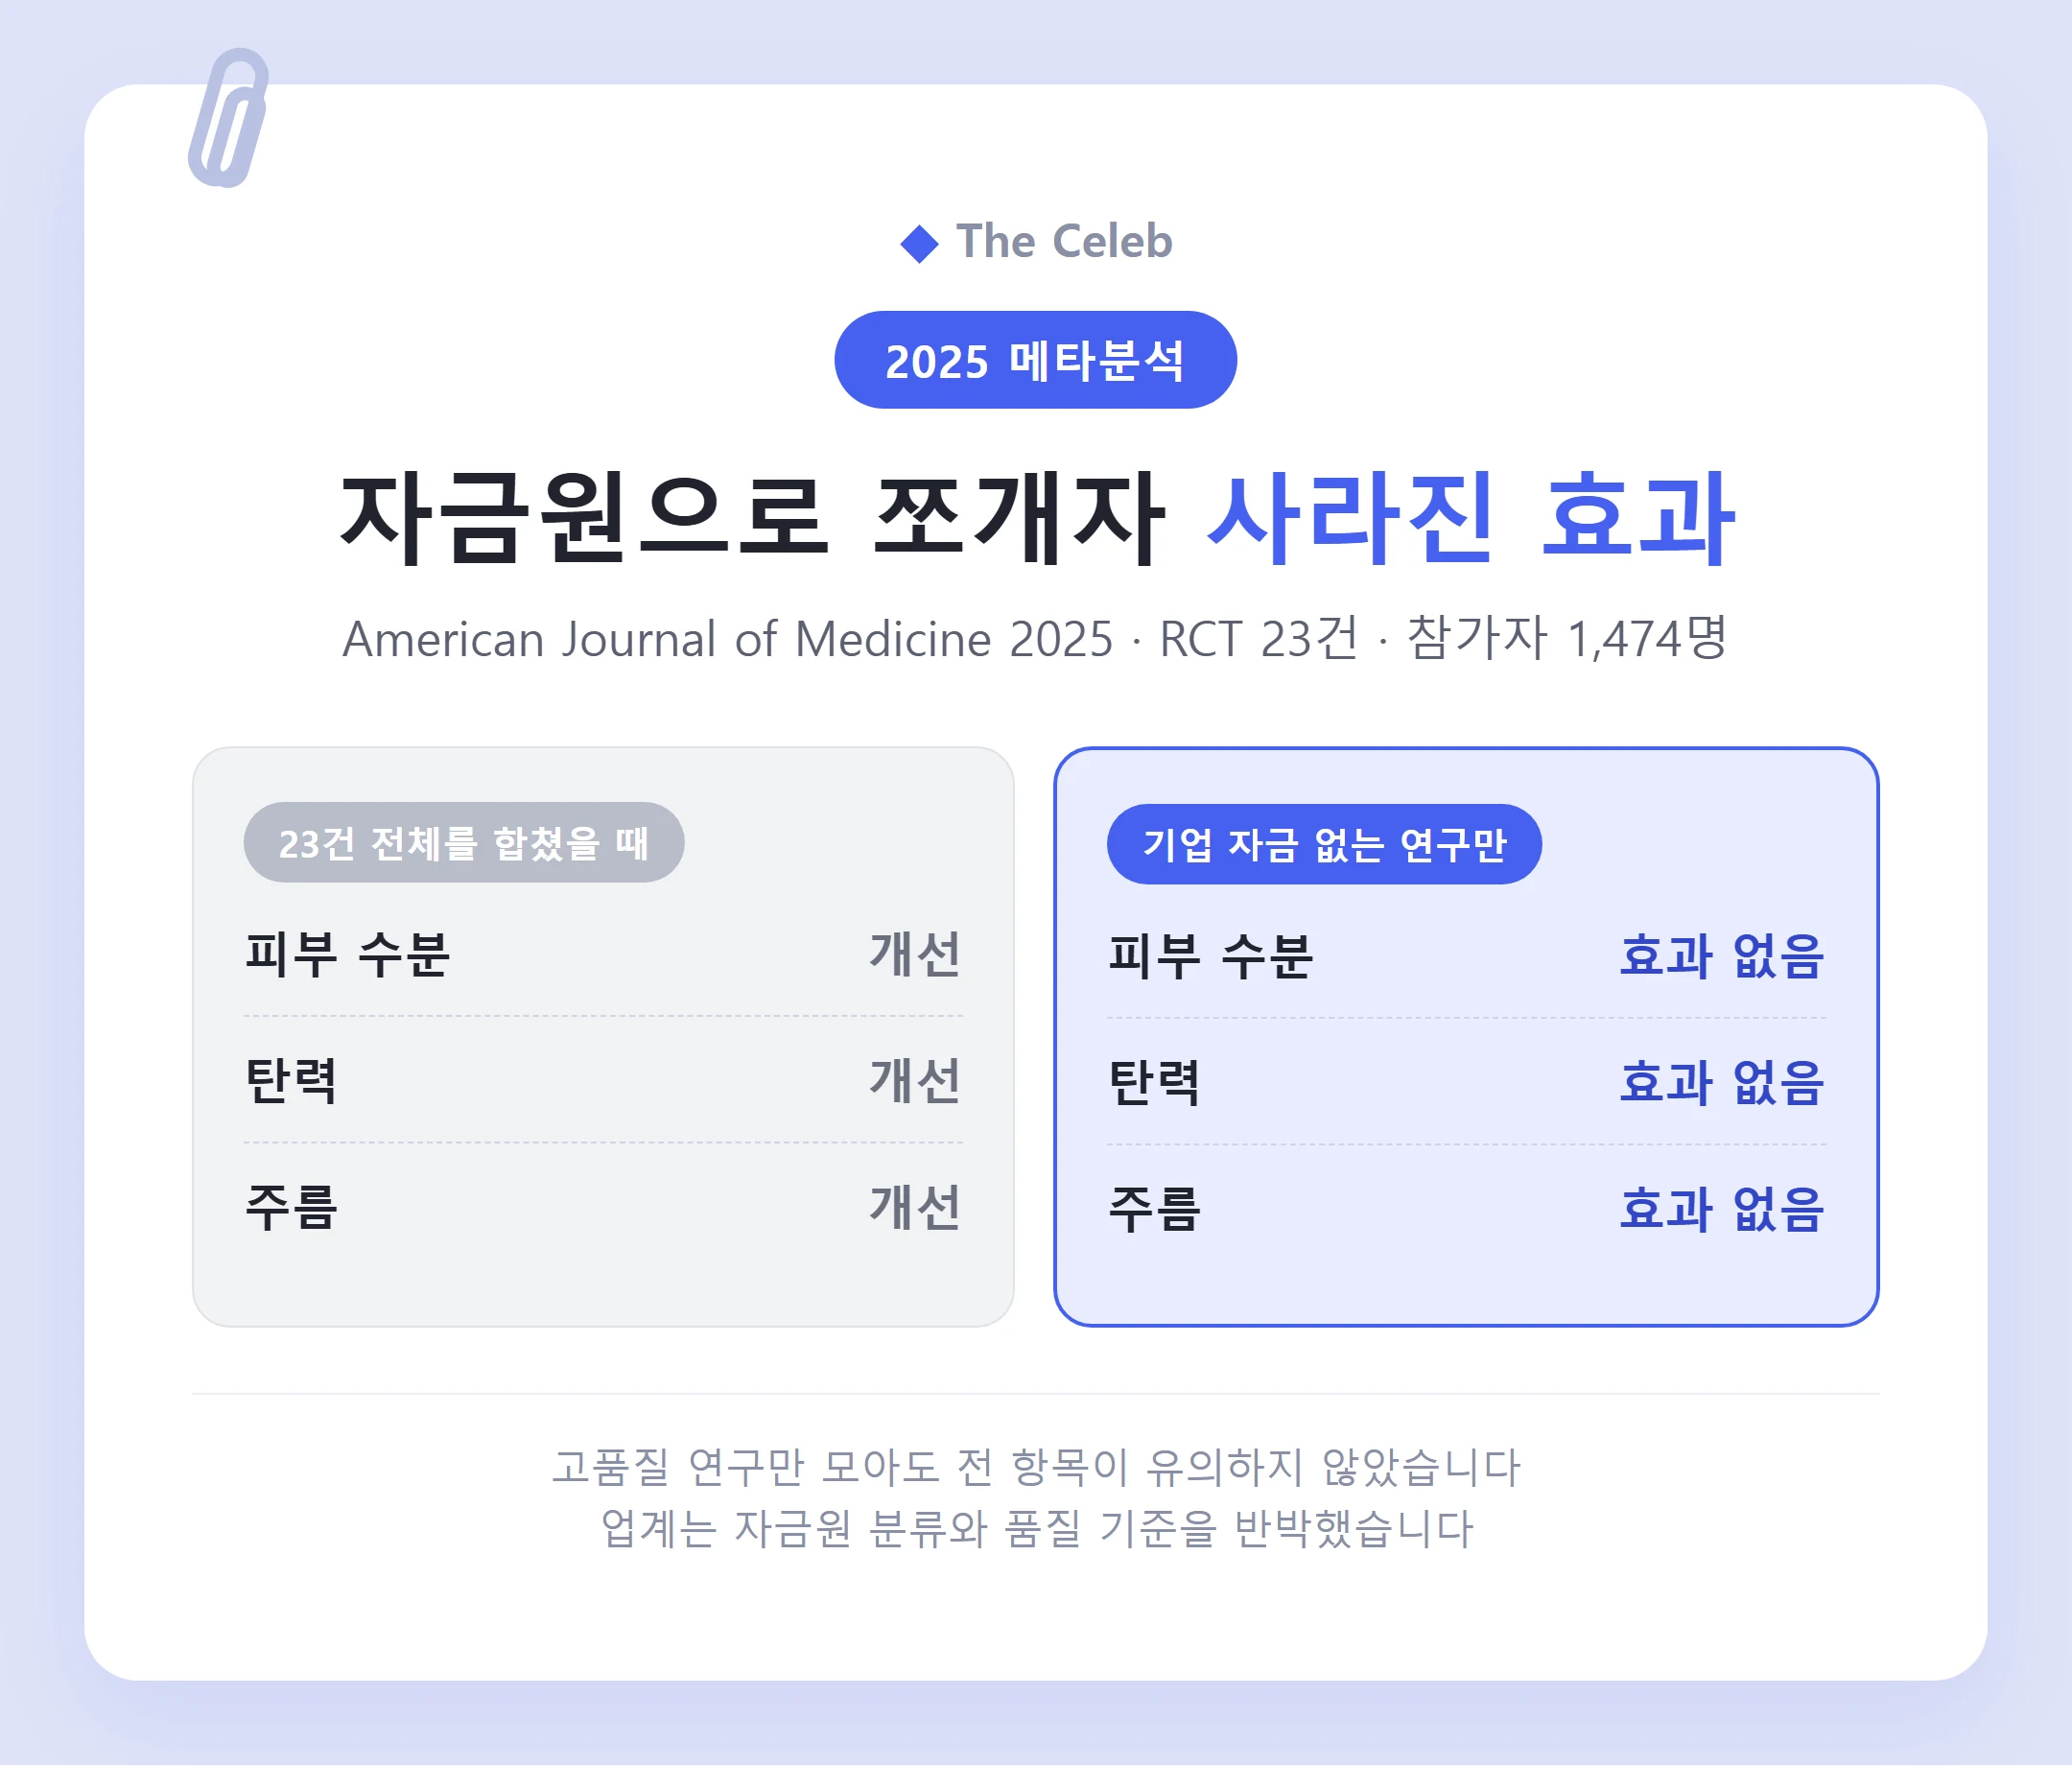 ◆ The Celeb
2025 메타분석
자금원으로 쪼개자 사라진 효과
American Journal of Medicine 2025 · RCT 23건 · 참가자 1,474명
23건 전체를 합쳤을 때
피부 수분 개선
탄력 개선
주름 개선
기업 자금 없는 연구만
피부 수분 효과 없음
탄력 효과 없음
주름 효과 없음
고품질 연구만 모아도 전 항목이 유의하지 않았습니다
업계는 자금원 분류와 품질 기준을 반박했습니다